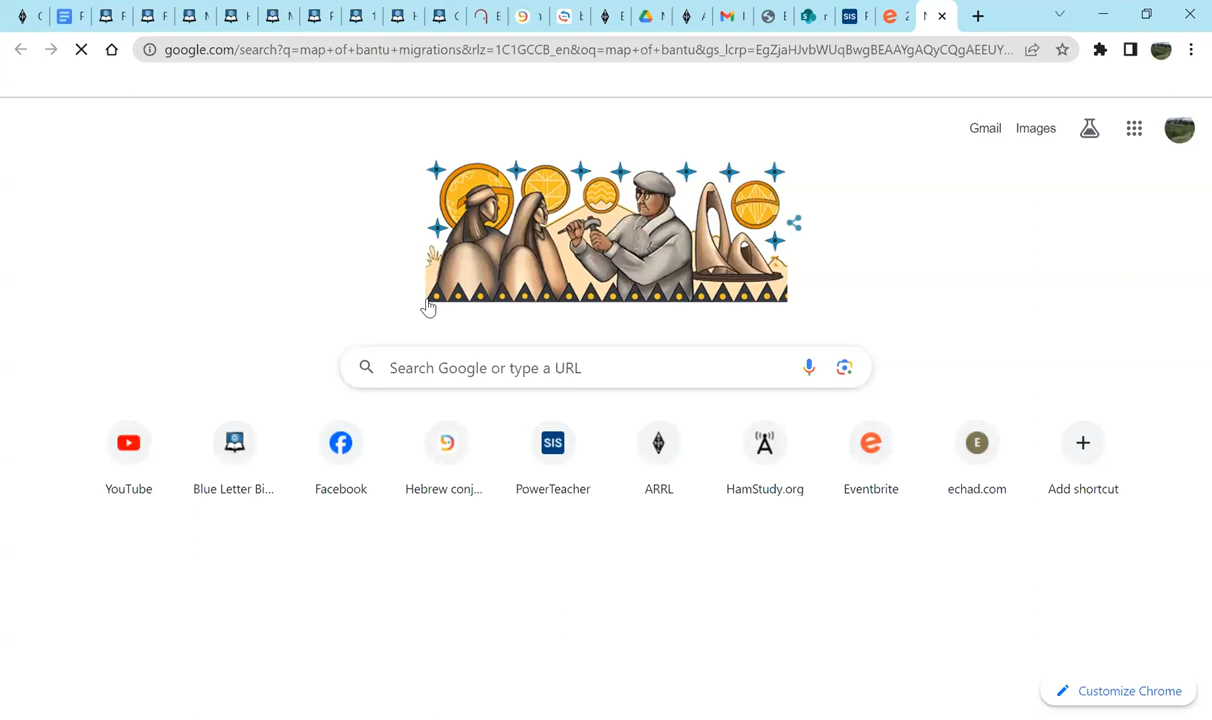 google.com/search?q=map+of+bantu+migrations&rlz=1C1GCCB_en&oq=map+of+bantu&gs_lcrp=EgZjaHJvbWUqBwgBEAAYgAQyCQgAEEUY...
Gmail Images
Search Google or type a URL
SIS
E
YouTube Blue Letter Bi... Facebook Hebrew conj... PowerTeacher ARRL HamStudy.org Eventbrite echad.com Add shortcut
Customize Chrome